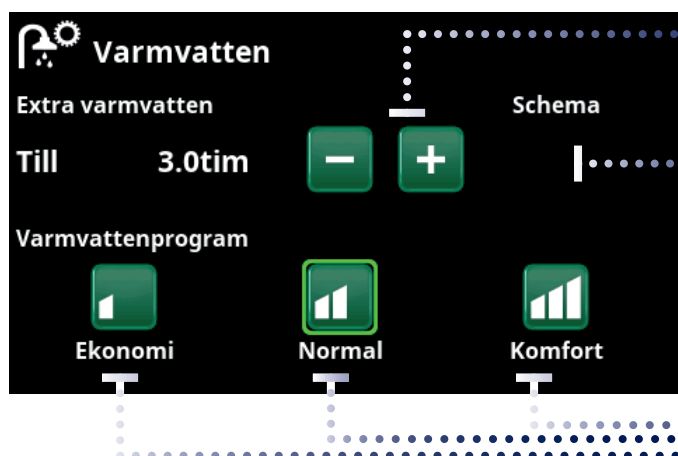 Varmvatten
Extra varmvatten
Schema
Till 3.0tim − +
Varmvattenprogram
Ekonomi Normal Komfort